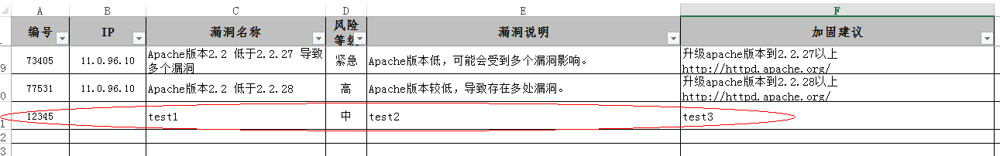 A B C D E F
编号 IP 漏洞名称 风险等级 漏洞说明 加固建议
9 73405 11.0.96.10 Apache版本2.2 低于2.2.27 导致 紧急 Apache版本低，可能会受到多个漏洞影响。 升级apache版本到2.2.27以上
多个漏洞 http://httpd.apache.org/
0 77531 11.0.96.10 Apache版本2.2 低于2.2.28 高 Apache版本较低，导致存在多处漏洞。 升级apache版本到2.2.28以上
http://httpd.apache.org/
1 12345 test1 中 test2 test3
2
3